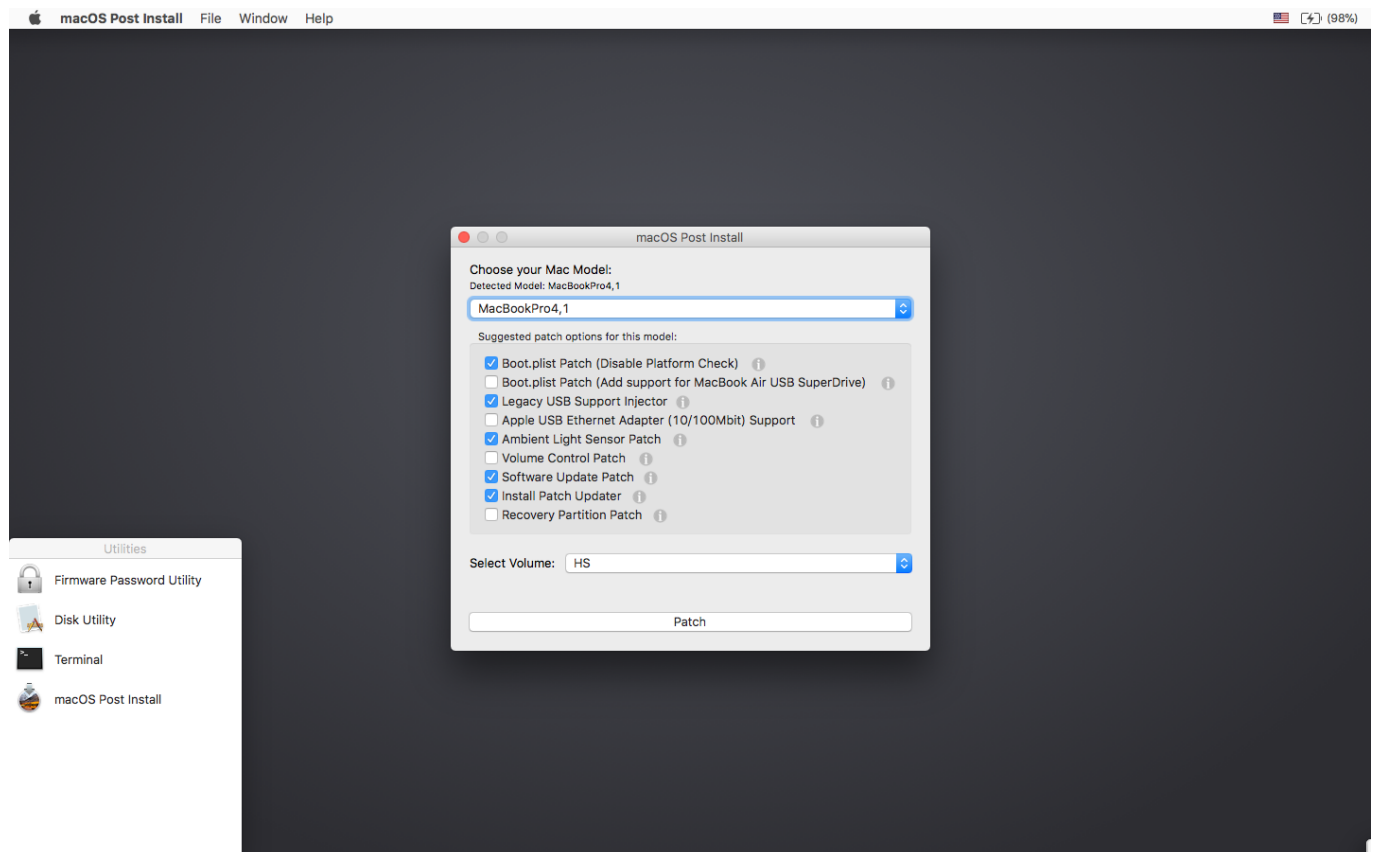 macOS Post Install File Window Help (98%)
macOS Post Install
Choose your Mac Model:
Detected Model: MacBookPro4,1
MacBookPro4,1
Suggested patch options for this model:
Boot.plist Patch (Disable Platform Check)
Boot.plist Patch (Add support for MacBook Air USB SuperDrive)
Legacy USB Support Injector
Apple USB Ethernet Adapter (10/100Mbit) Support
Ambient Light Sensor Patch
Volume Control Patch
Software Update Patch
Install Patch Updater
Recovery Partition Patch
Select Volume: HS
Patch
Utilities
Firmware Password Utility
Disk Utility
Terminal
macOS Post Install